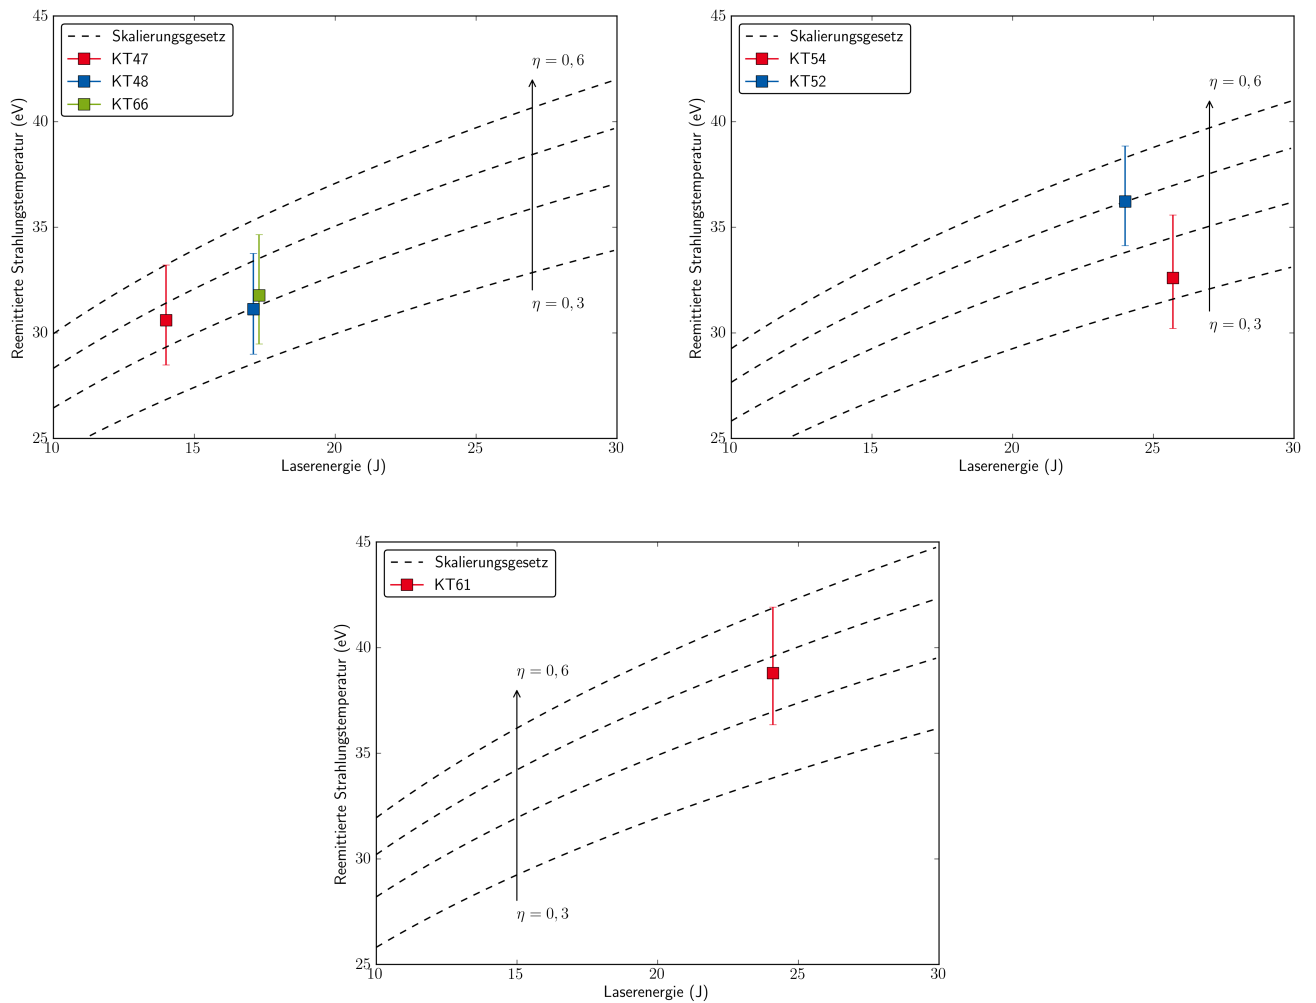 45
40
35
30
25
10
15
20
25
30
Reemittierte Strahlungstemperatur (eV)
Laserenergie (J)
Skalierungsgesetz
KT47
KT48
KT66
η = 0, 6
η = 0, 3
45
40
35
30
25
10
15
20
25
30
Reemittierte Strahlungstemperatur (eV)
Laserenergie (J)
Skalierungsgesetz
KT54
KT52
η = 0, 6
η = 0, 3
45
40
35
30
25
10
15
20
25
30
Reemittierte Strahlungstemperatur (eV)
Laserenergie (J)
Skalierungsgesetz
KT61
η = 0, 6
η = 0, 3